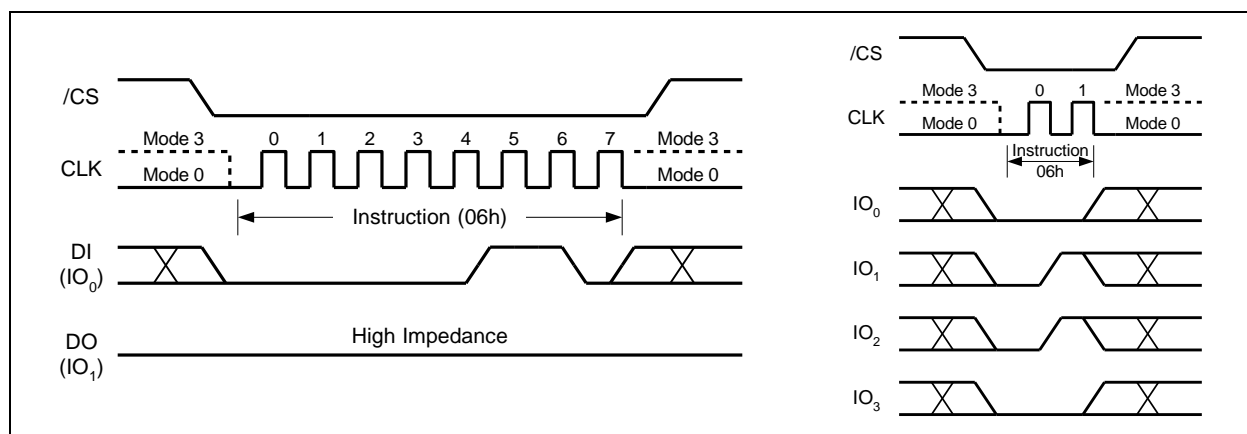 /CS
Mode 3
0 1 2 3 4 5 6 7
Mode 3
CLK
Mode 0
Mode 0
Instruction (06h)
DI
(IO0)
High Impedance
DO
(IO1)
/CS
Mode 3
0 1
Mode 3
CLK
Mode 0
Mode 0
Instruction
06h
IO0
IO1
IO2
IO3